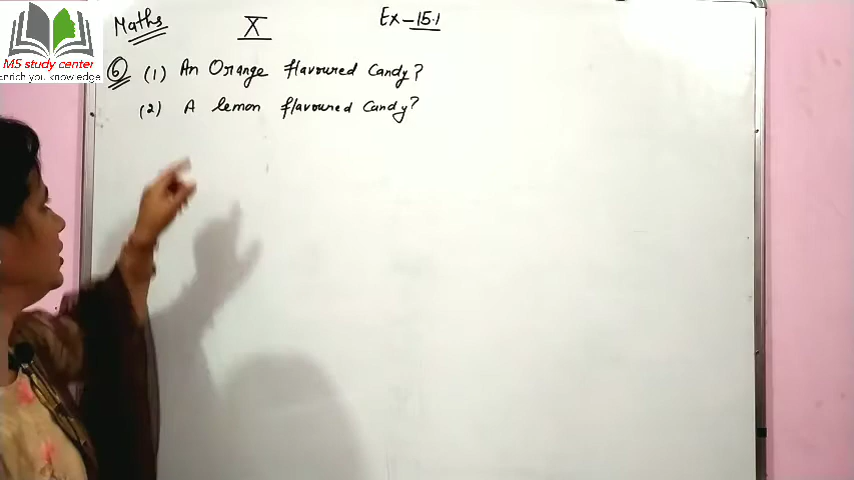 Maths X Ex-15.1
MS study center
Enrich you knowledge
6 (1) An Orange flavoured Candy?
(2) A lemon flavoured Candy?